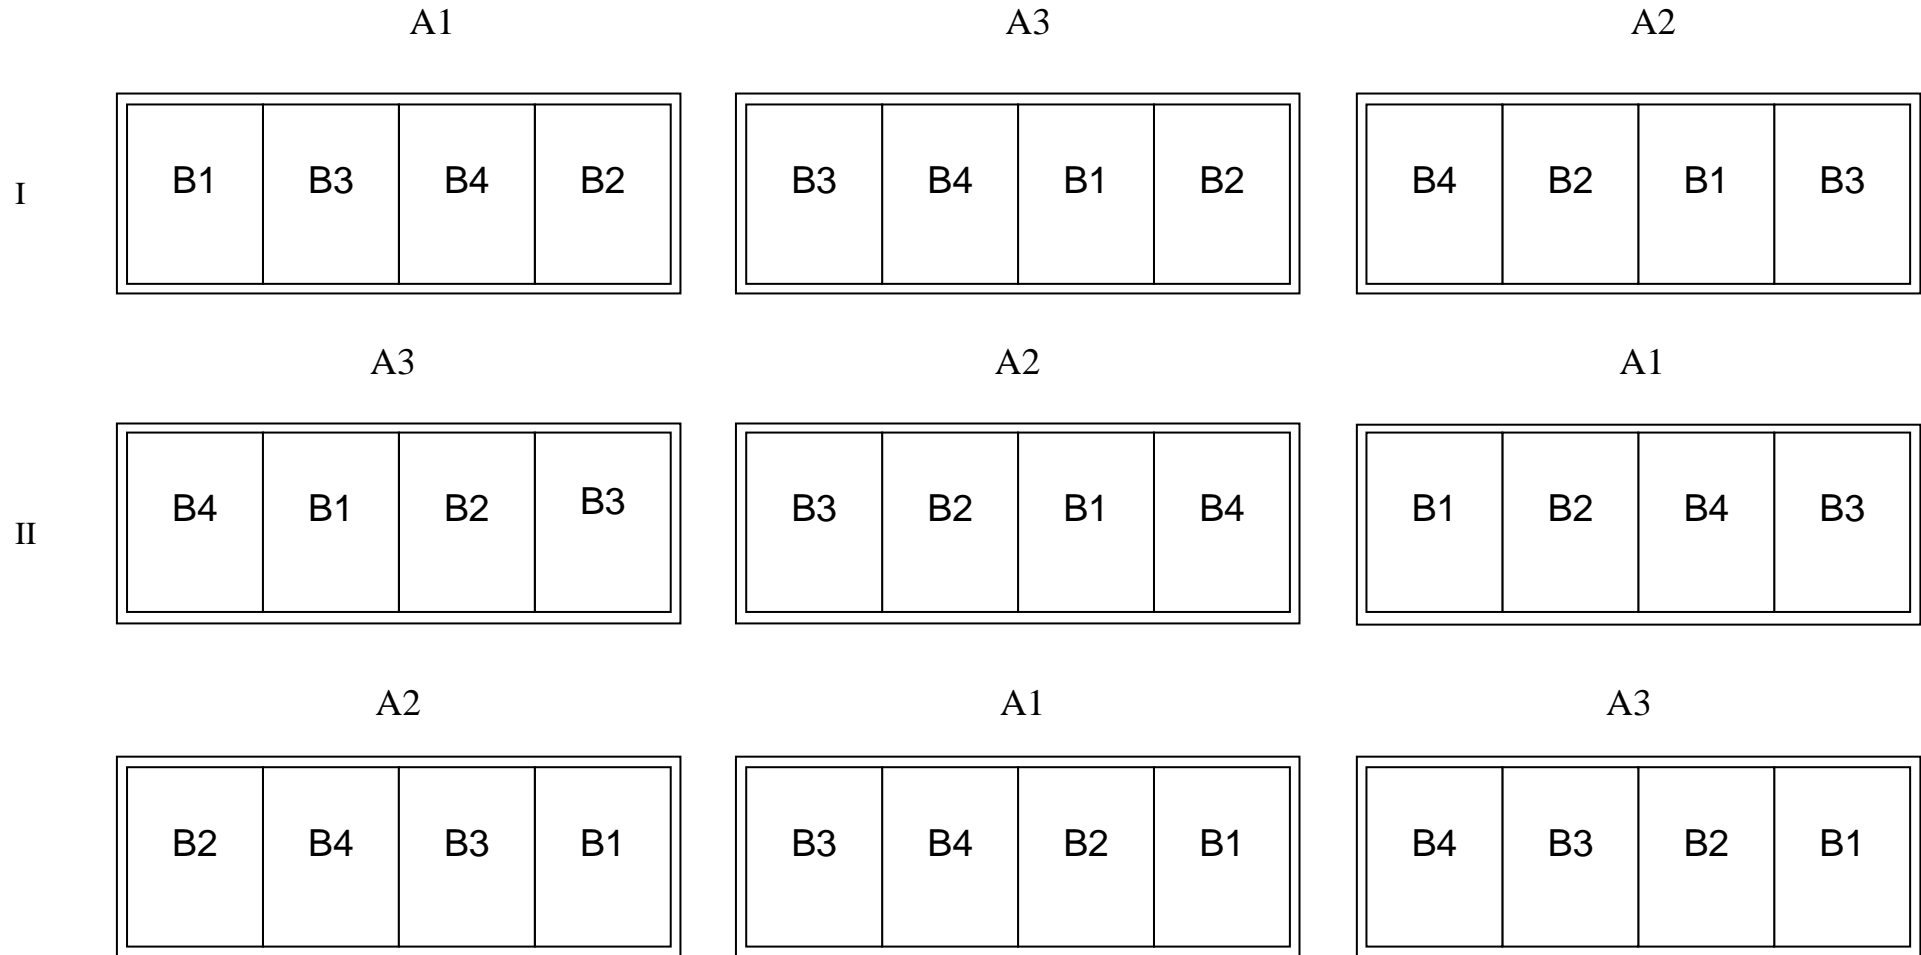 A1 A3 A2
I B1 B3 B4 B2 B3 B4 B1 B2 B4 B2 B1 B3
A3 A2 A1
II B4 B1 B2 B3 B3 B2 B1 B4 B1 B2 B4 B3
A2 A1 A3
B2 B4 B3 B1 B3 B4 B2 B1 B4 B3 B2 B1